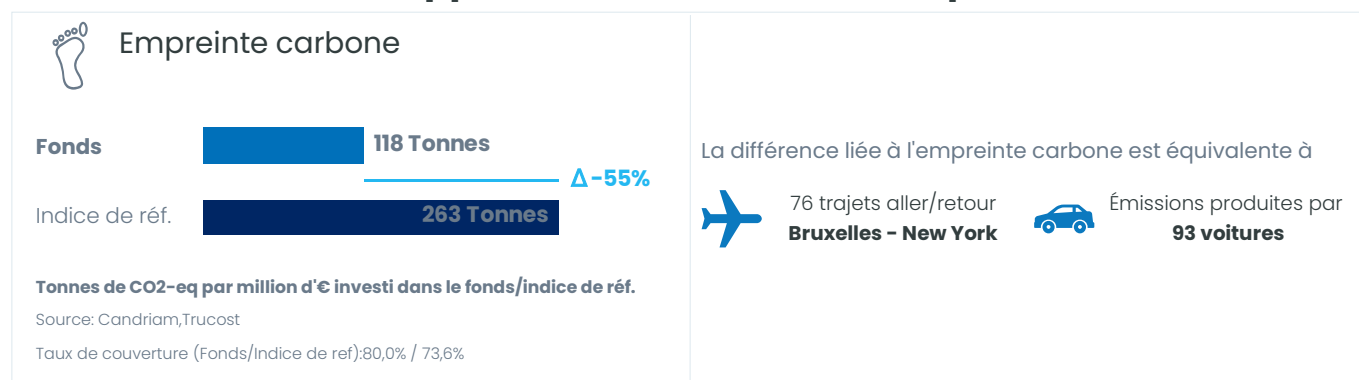 Empreinte carbone
Fonds
118 Tonnes
Δ-55%
Indice de réf.
263 Tonnes
Tonnes de CO2-eq par million d'€ investi dans le fonds/indice de réf.
Source: Candriam,Trucost
Taux de couverture (Fonds/Indice de ref):80,0% / 73,6%
La différence liée à l'empreinte carbone est équivalente à
76 trajets aller/retour
Bruxelles - New York
Émissions produites par
93 voitures